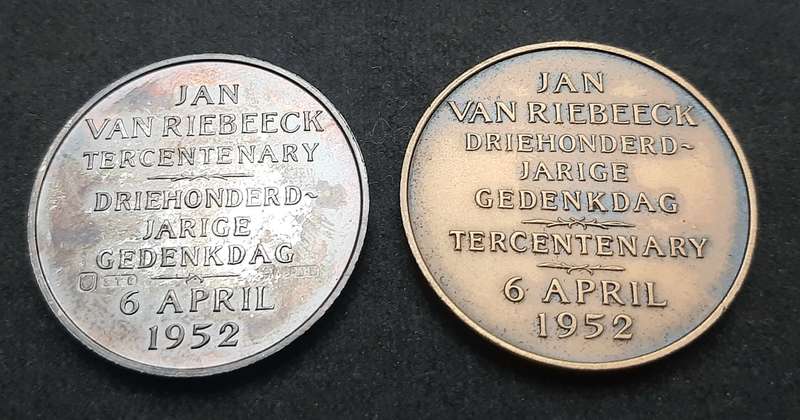 JAN
VAN RIEBEECK
TERCENTENARY
DRIEHONDERD~
JARIGE
GEDENKDAG
6 APRIL
1952
JAN
VAN RIEBEECK
DRIEHONDERD~
JARIGE
GEDENKDAG
TERCENTENARY
6 APRIL
1952